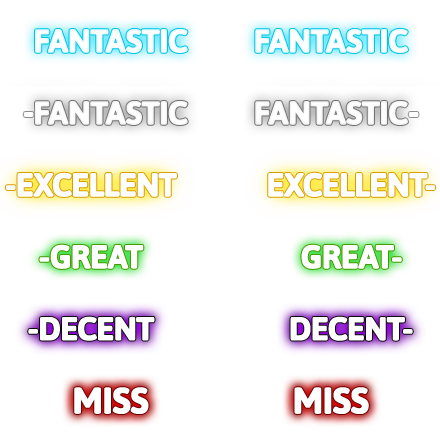 FANTASTIC FANTASTIC
-FANTASTIC FANTASTIC-
-EXCELLENT EXCELLENT-
-GREAT GREAT-
-DECENT DECENT-
MISS MISS